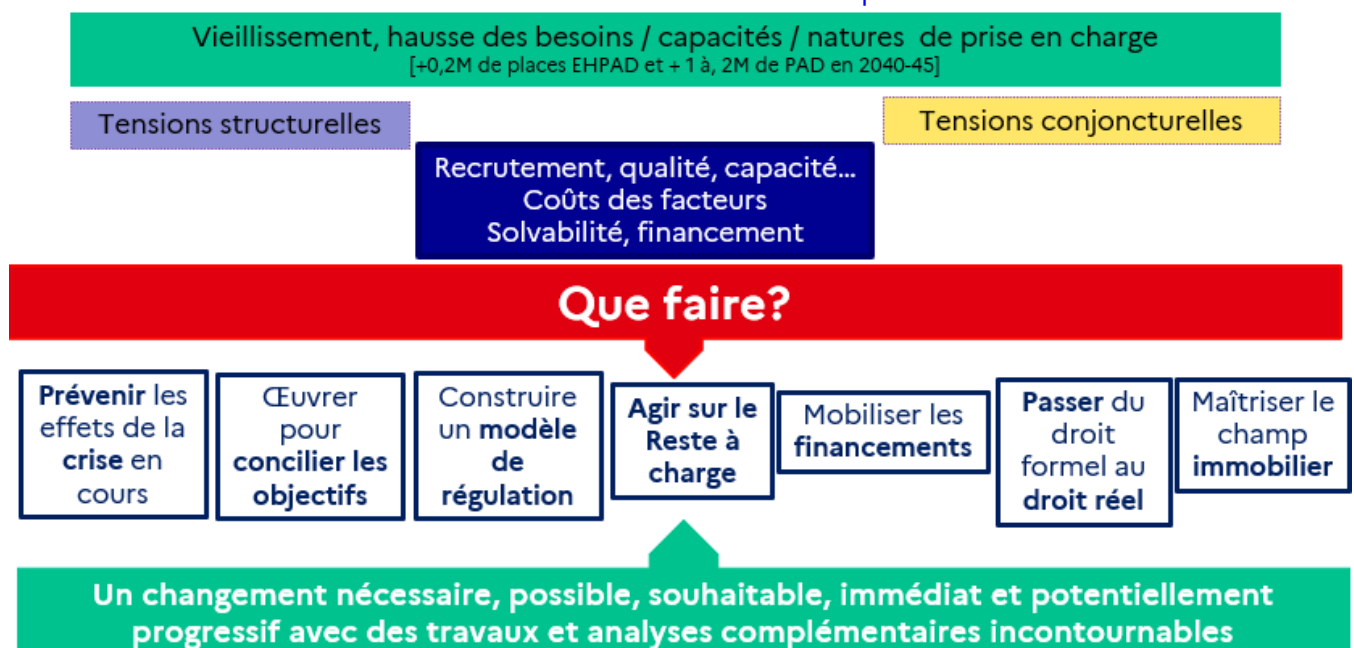 Vieillissement, hausse des besoins / capacités / natures de prise en charge
[+0,2M de places EHPAD et + 1 à, 2M de PAD en 2040-45]
Tensions structurelles
Tensions conjoncturelles
Recrutement, qualité, capacité...
Coûts des facteurs
Solvabilité, financement
Que faire?
Prévenir les
effets de la
crise en
cours
Œuvrer
pour
concilier les
objectifs
Construire
un modèle
de
régulation
Agir sur le
Reste à
charge
Mobiliser les
financements
Passer du
droit
formel au
droit réel
Maîtriser le
champ
immobilier
Un changement nécessaire, possible, souhaitable, immédiat et potentiellement
progressif avec des travaux et analyses complémentaires incontournables